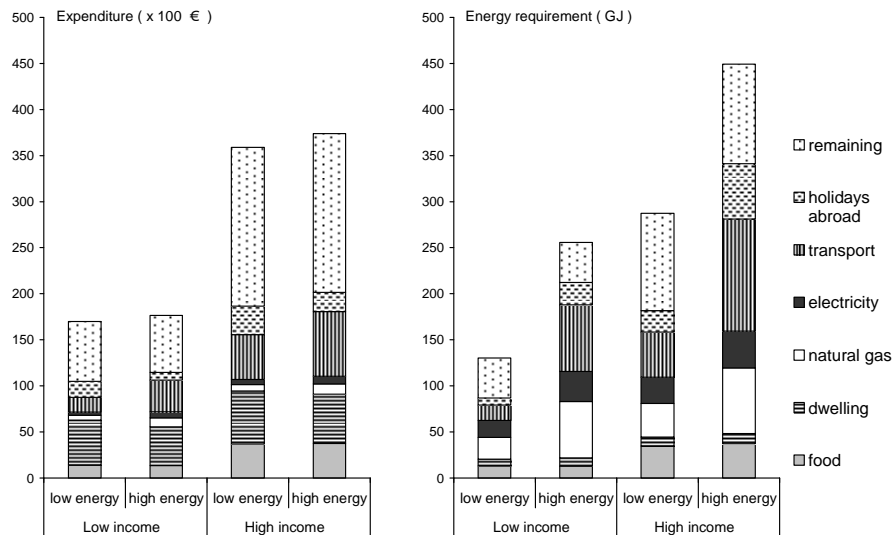 Expenditure ( x 100 € )
500
450
400
350
300
250
200
150
100
50
0
low energy high energy low energy high energy
Low income High income
Energy requirement ( GJ )
500
450
400
350
300
250
200
150
100
50
0
low energy high energy low energy high energy
Low income High income
remaining
holidays
abroad
transport
electricity
natural gas
dwelling
food